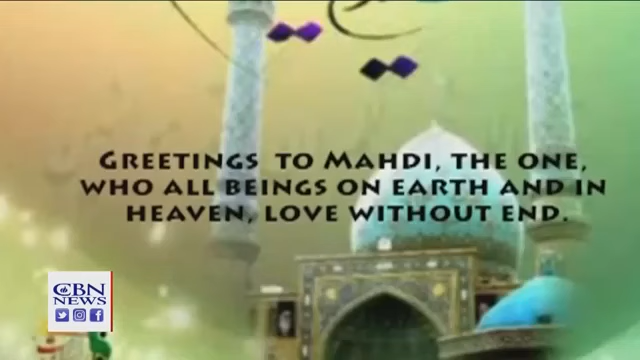 GREETINGS TO MAHDI, THE ONE,
WHO ALL BEINGS ON EARTH AND IN
HEAVEN, LOVE WITHOUT END.
CBN
NEWS